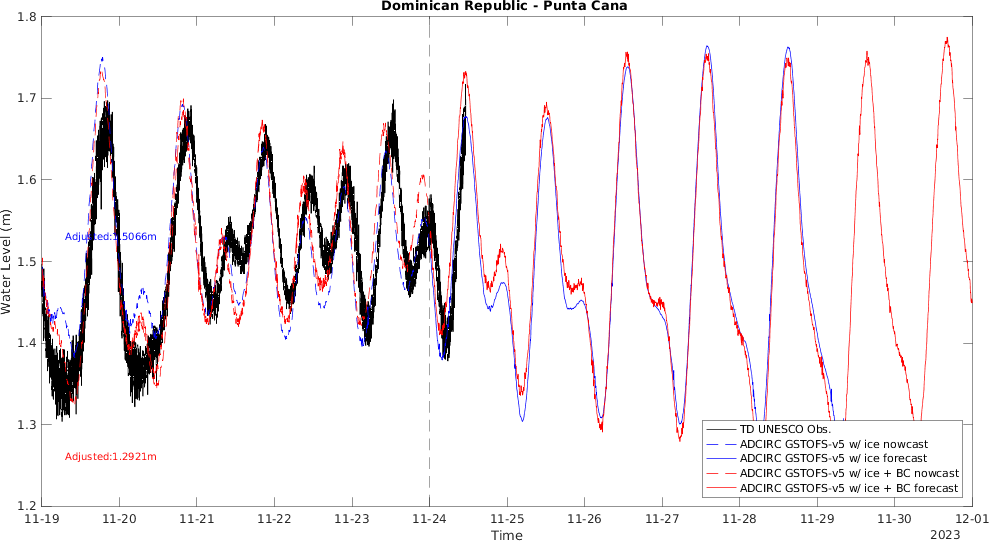 Dominican Republic - Punta Cana
1.8
1.7
1.6
1.5
1.4
1.3
1.2
Water Level (m)
Adjusted:1.5066m
Adjusted:1.2921m
TD UNESCO Obs.
ADCIRC GSTOFS-v5 w/ ice nowcast
ADCIRC GSTOFS-v5 w/ ice forecast
ADCIRC GSTOFS-v5 w/ ice + BC nowcast
ADCIRC GSTOFS-v5 w/ ice + BC forecast
11-19 11-20 11-21 11-22 11-23 11-24 11-25 11-26 11-27 11-28 11-29 11-30 12-01
Time
2023